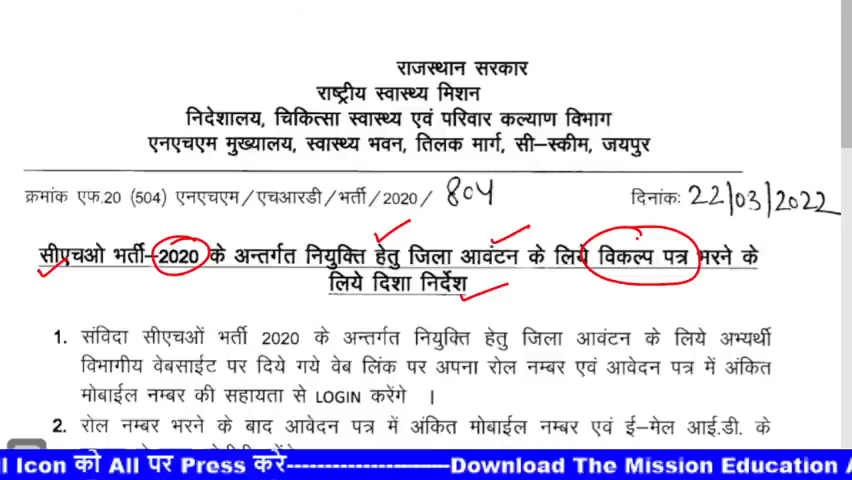 राजस्थान सरकार
राष्ट्रीय स्वास्थ्य मिशन
निदेशालय, चिकित्सा स्वास्थ्य एवं परिवार कल्याण विभाग
एनएचएम मुख्यालय, स्वास्थ्य भवन, तिलक मार्ग, सी–स्कीम, जयपुर
क्रमांक एफ.20 (504) एनएचएम/एचआरडी/भर्ती/2020/ 804 दिनांकः 22/03/2022
सीएचओ भर्ती–2020 के अन्तर्गत नियुक्ति हेतु जिला आवंटन के लिये विकल्प पत्र भरने के
लिये दिशा निर्देश
1. संविदा सीएचओं भर्ती 2020 के अन्तर्गत नियुक्ति हेतु जिला आवंटन के लिये अभ्यर्थी
विभागीय वेबसाईट पर दिये गये वेब लिंक पर अपना रोल नम्बर एवं आवेदन पत्र में अंकित
मोबाईल नम्बर की सहायता से LOGIN करेंगे ।
2. रोल नम्बर भरने के बाद आवेदन पत्र में अंकित मोबाईल नम्बर एवं ई–मेल आई.डी. के
l Icon को All पर Press करें-----------------------Download The Mission Education A